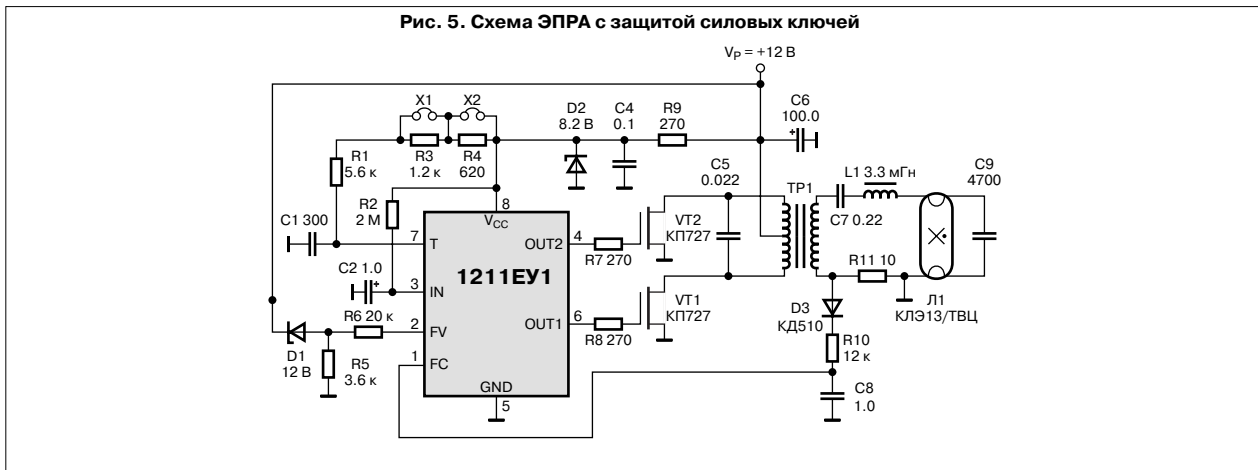 Рис. 5. Схема ЭПРА с защитой силовых ключей
VP = +12 В
X1
X2
D2
8.2 В
C4
0.1
R9
270
C6
100.0
+
R1
5.6 к
R3
1.2 к
R4
620
C5
0.022
TP1
L1 3.3 мГн
C9
4700
C7 0.22
R2
2 М
C1 300
8
VCC
7
T
OUT2
4
R7 270
VT2
КП727
1211ЕУ1
C2 1.0
+
3
IN
R11 10
VT1
КП727
OUT1
6
R8 270
D3
КД510
Л1
КЛЭ13/ТВЦ
R6 20 к
2
FV
1
FC
D1
12 В
R5
3.6 к
R10
12 к
GND
5
C8
1.0